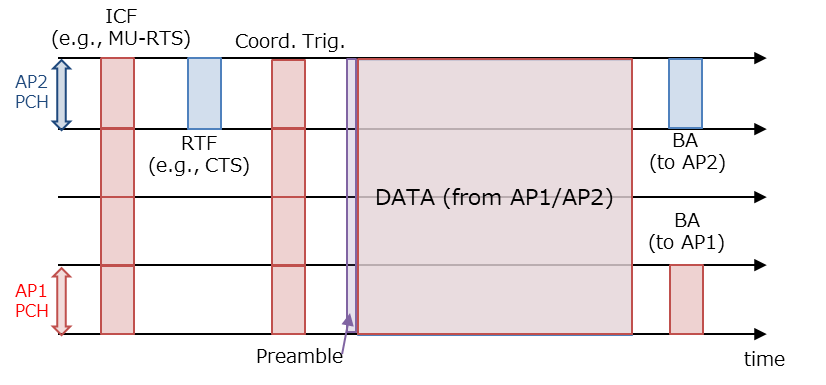 ICF
(e.g., MU-RTS)
Coord. Trig.
AP2
PCH
RTF
(e.g., CTS)
BA
(to AP2)
DATA (from AP1/AP2)
BA
(to AP1)
AP1
PCH
Preamble
time